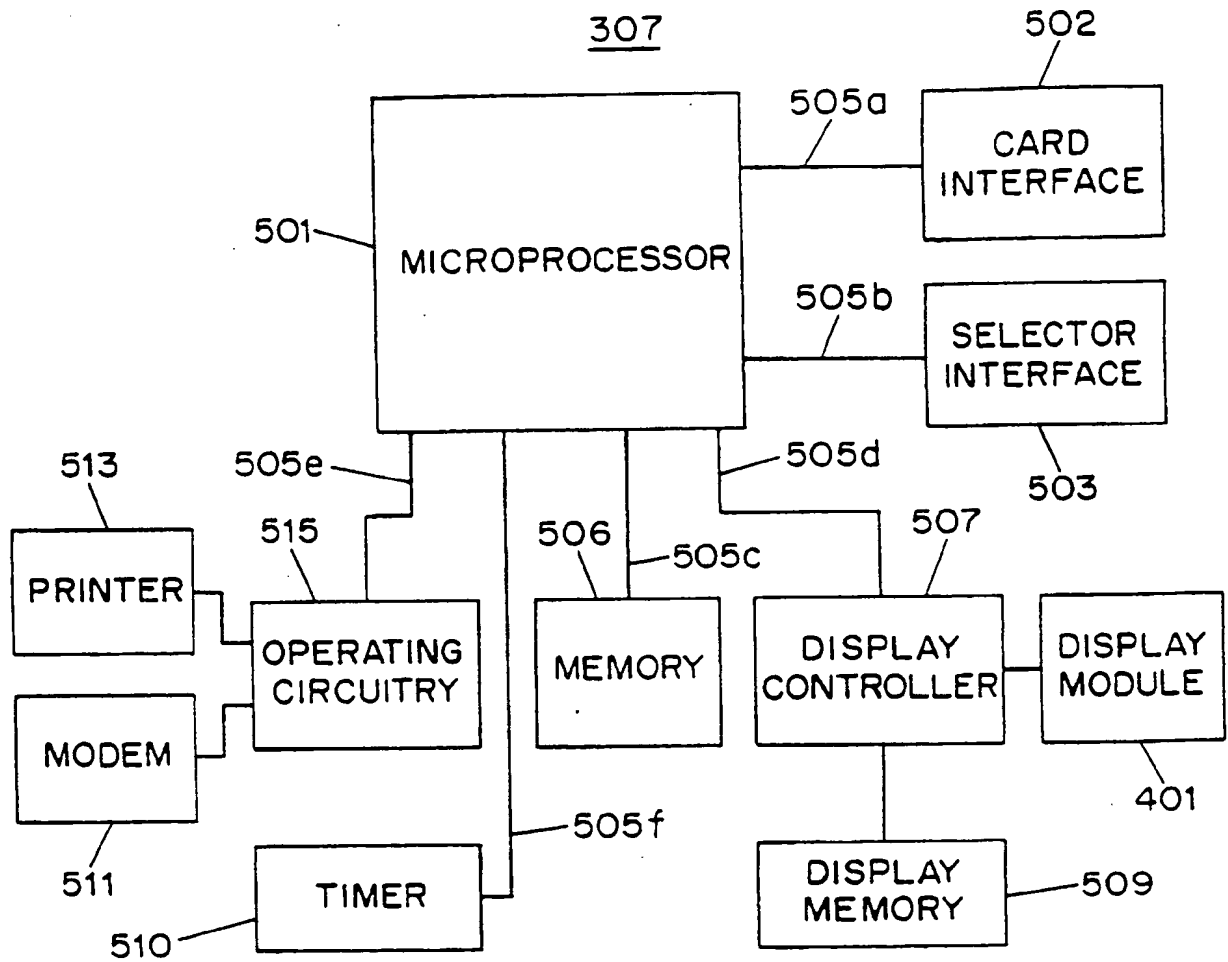 307
502
505a
CARD
INTERFACE
501
MICROPROCESSOR
505b
SELECTOR
INTERFACE
503
505e
505d
513
515
506
505c
507
PRINTER
OPERATING
CIRCUITRY
MEMORY
DISPLAY
CONTROLLER
DISPLAY
MODULE
MODEM
401
511
505f
TIMER
510
DISPLAY
MEMORY
509